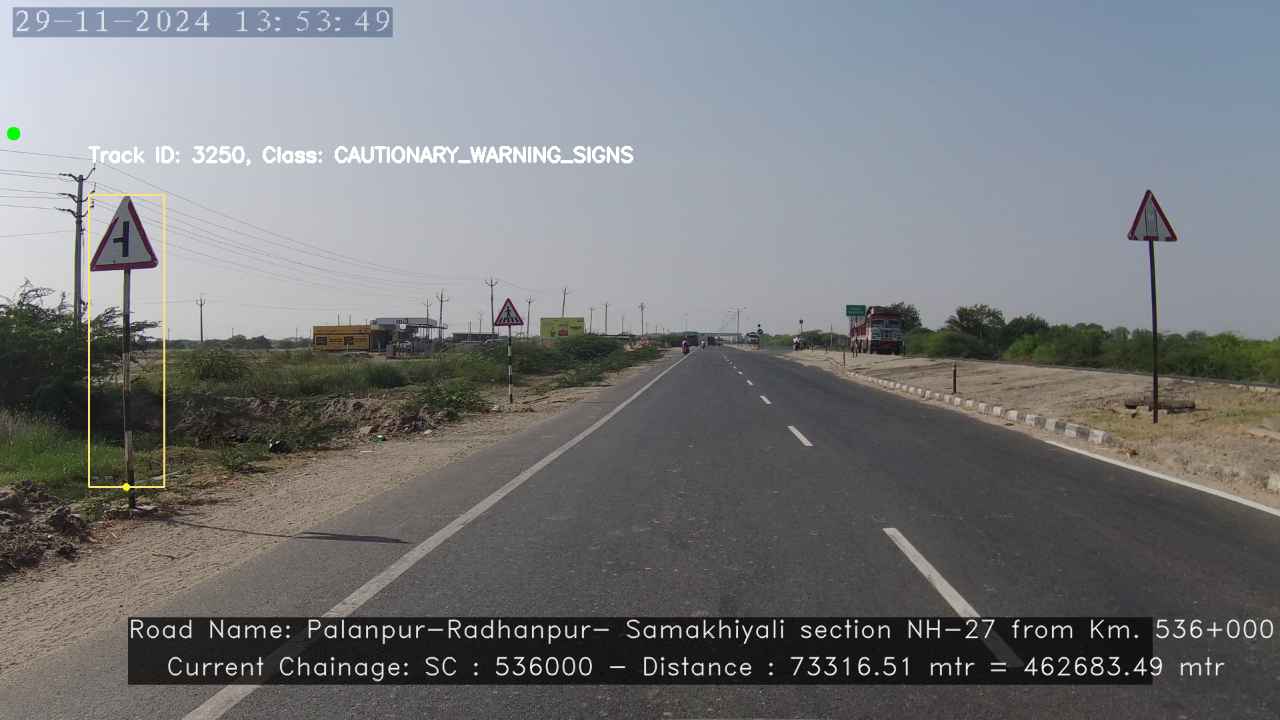 29-11-2024 13:53:49
Track ID: 3250, Class: CAUTIONARY_WARNING_SIGNS
Road Name: Palanpur-Radhanpur- Samakhiyali section NH-27 from Km. 536+000
Current Chainage: SC : 536000 - Distance : 73316.51 mtr = 462683.49 mtr